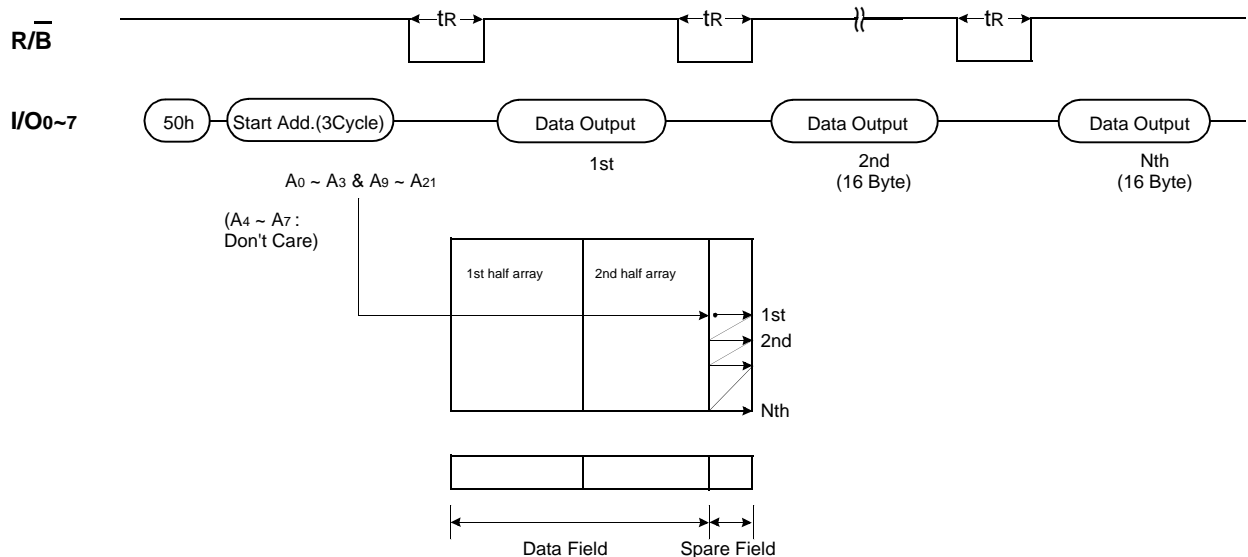 tR tR tR
R/B
I/O0~7 50h Start Add.(3Cycle) Data Output Data Output Data Output
1st 2nd Nth
(16 Byte) (16 Byte)
A0 ~ A3 & A9 ~ A21
(A4 ~ A7 :
Don't Care)
1st half array 2nd half array
1st
2nd
Nth
Data Field Spare Field